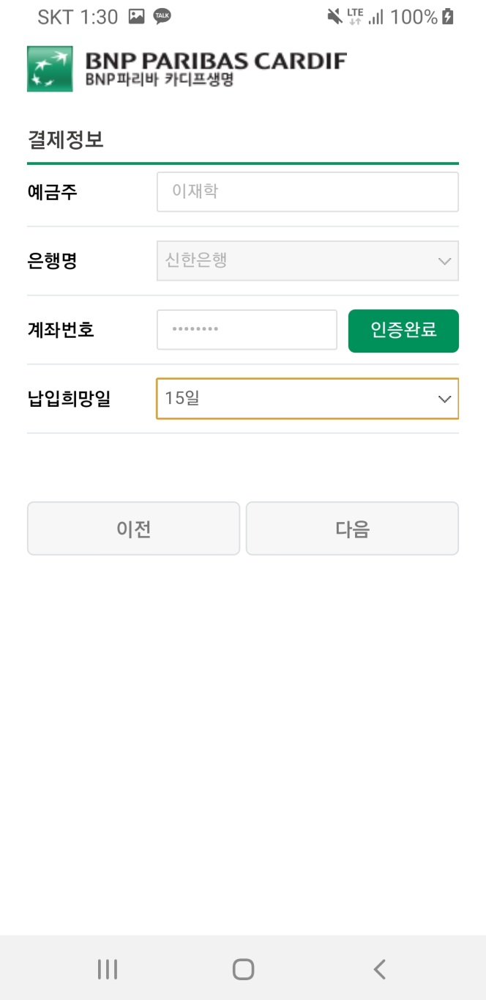 SKT 1:30 TALK LTE 100%
BNP PARIBAS CARDIF
BNP파리바 카디프생명
결제정보
예금주 이재학
은행명 신한은행
계좌번호 •••••••• 인증완료
납입희망일 15일
이전 다음